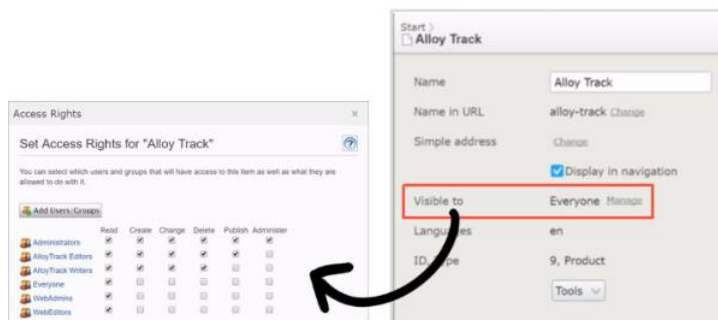 Access Rights
Set Access Rights for "Alloy Track"
You can select which users and groups that will have access to this item as well as what they are
allowed to do with it.
Add Users/Groups
Read Create Change Delete Publish Administer
Administrators
AlloyTrack Editors
AlloyTrack Writers
Everyone
WebAdmins
WebEditors
Start
Alloy Track
Name Alloy Track
Name in URL alloy-track Change
Simple address Change
Display in navigation
Visible to Everyone Manage
Languages en
ID, Type 9, Product
Tools